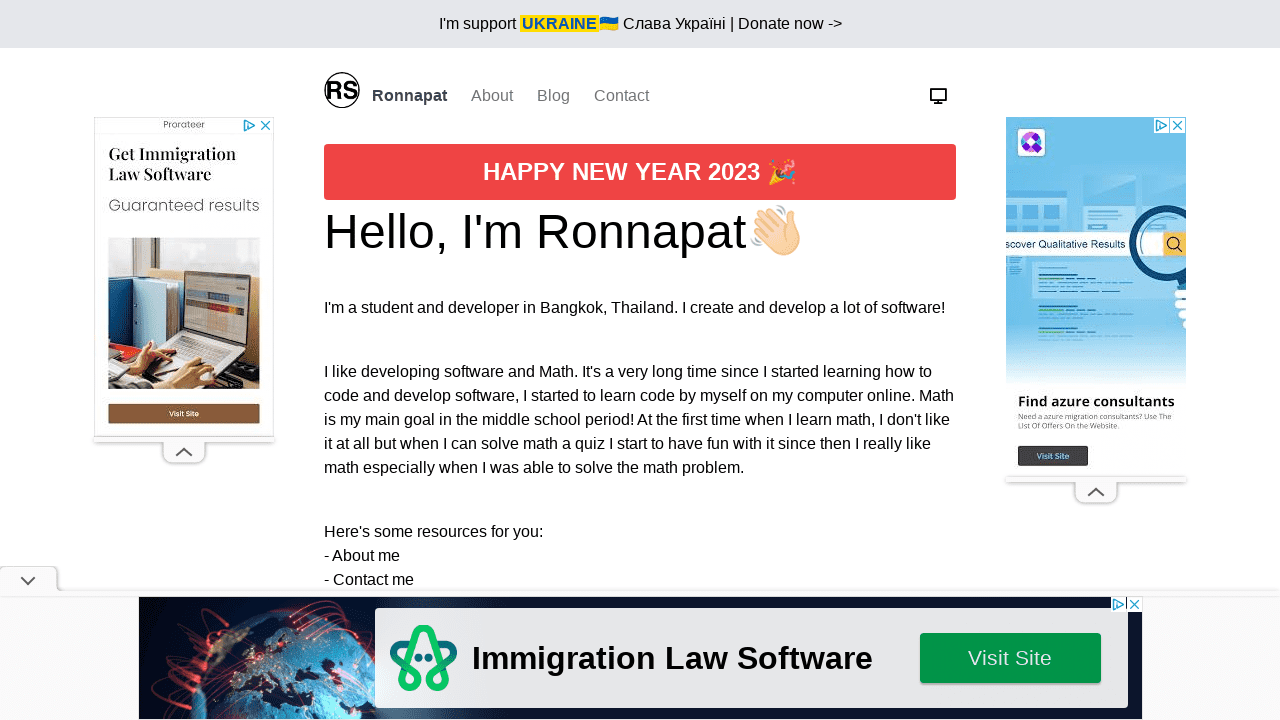 I'm support UKRAINE🇺🇦 Слава Україні | Donate now ->
RS Ronnapat About Blog Contact
HAPPY NEW YEAR 2023 🎉
Hello, I'm Ronnapat👋🏻
I'm a student and developer in Bangkok, Thailand. I create and develop a lot of software!
I like developing software and Math. It's a very long time since I started learning how to
code and develop software, I started to learn code by myself on my computer online. Math
is my main goal in the middle school period! At the first time when I learn math, I don't like
it at all but when I can solve math a quiz I start to have fun with it since then I really like
math especially when I was able to solve the math problem.
Here's some resources for you:
- About me
- Contact me
Prorateer
Get Immigration
Law Software
Guaranteed results
Visit Site
scover Qualitative Results
Find azure consultants
Need a azure migration consultants? Use The
List Of Offers On the Website.
Visit Site
Immigration Law Software
Visit Site